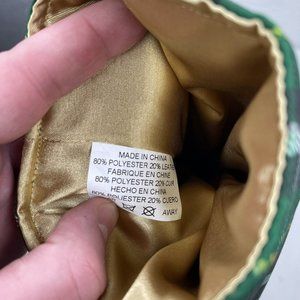 MADE IN CHINA
80% POLYESTER 20% LEATHER
FABRIQUE EN CHINE
80% POLYESTER 20% CUIR
HECHO EN CHINO
80% POLIESTER 20% CUERO
AWAY